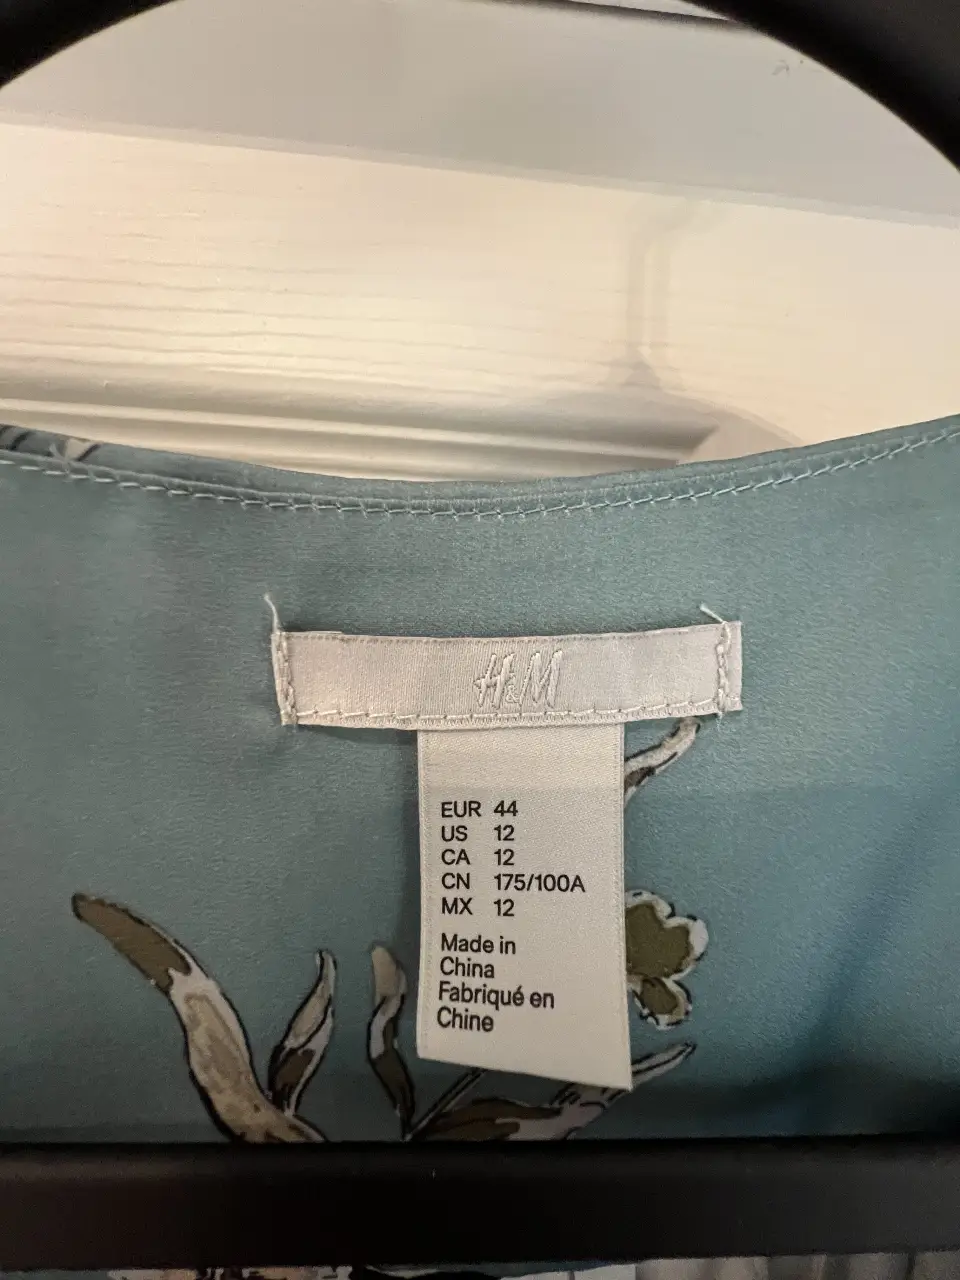 H&M
EUR 44
US 12
CA 12
CN 175/100A
MX 12
Made in
China
Fabriqué en
Chine